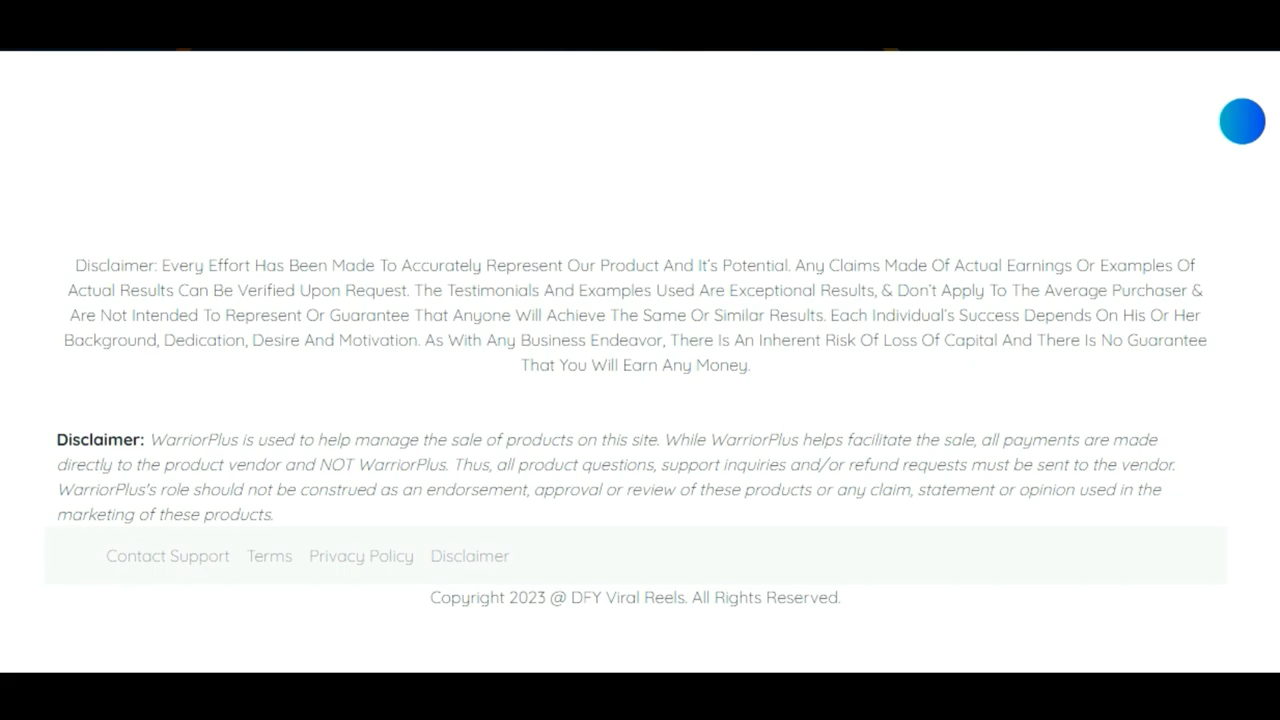 Disclaimer: Every Effort Has Been Made To Accurately Represent Our Product And It's Potential. Any Claims Made Of Actual Earnings Or Examples Of
Actual Results Can Be Verified Upon Request. The Testimonials And Examples Used Are Exceptional Results, & Don't Apply To The Average Purchaser &
Are Not Intended To Represent Or Guarantee That Anyone Will Achieve The Same Or Similar Results. Each Individual's Success Depends On His Or Her
Background, Dedication, Desire And Motivation. As With Any Business Endeavor, There Is An Inherent Risk Of Loss Of Capital And There Is No Guarantee
That You Will Earn Any Money.
Disclaimer: WarriorPlus is used to help manage the sale of products on this site. While WarriorPlus helps facilitate the sale, all payments are made
directly to the product vendor and NOT WarriorPlus. Thus, all product questions, support inquiries and/or refund requests must be sent to the vendor.
WarriorPlus's role should not be construed as an endorsement, approval or review of these products or any claim, statement or opinion used in the
marketing of these products.
Contact Support Terms Privacy Policy Disclaimer
Copyright 2023 @ DFY Viral Reels. All Rights Reserved.